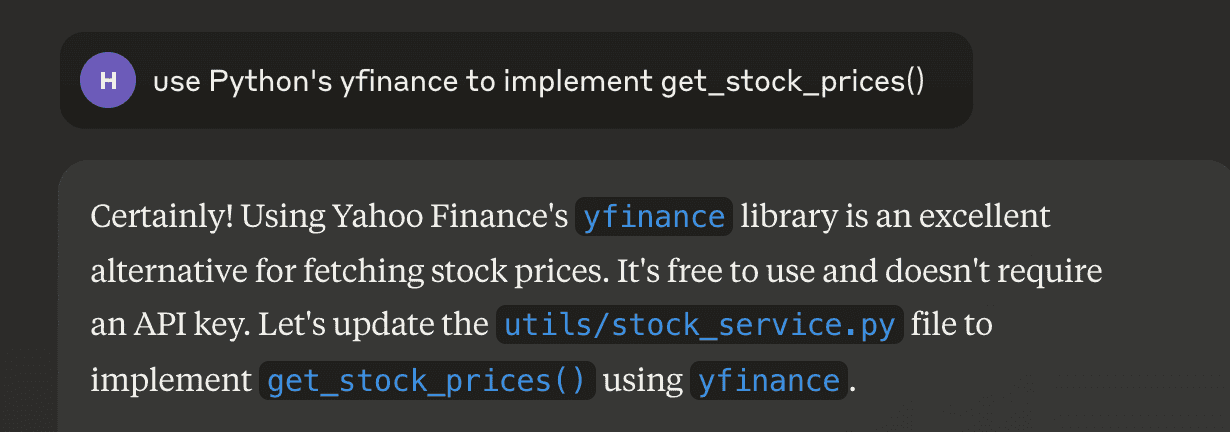 H use Python's yfinance to implement get_stock_prices()
Certainly! Using Yahoo Finance's yfinance library is an excellent
alternative for fetching stock prices. It's free to use and doesn't require
an API key. Let's update the utils/stock_service.py file to
implement get_stock_prices() using yfinance.